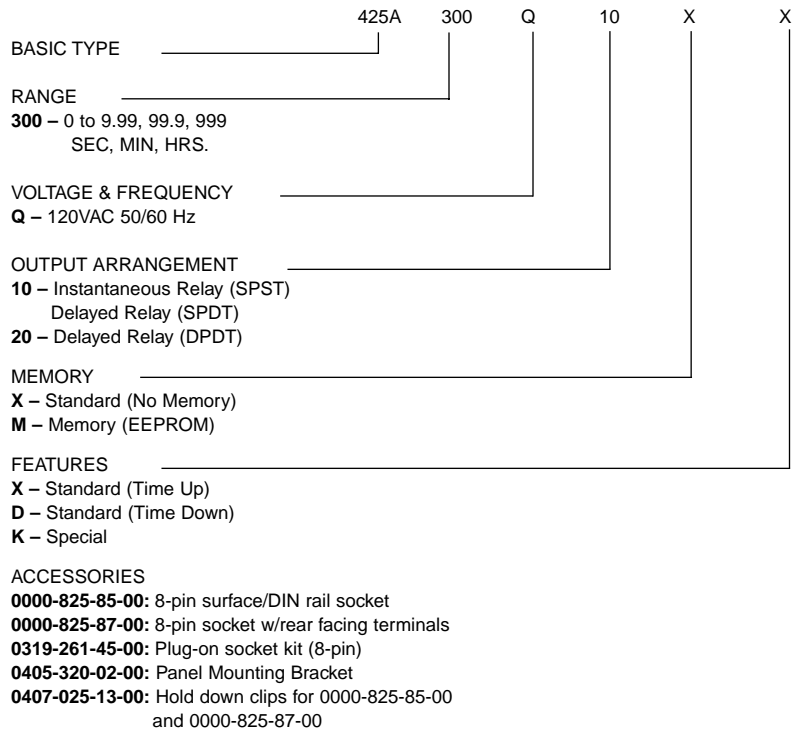 425A 300 Q 10 X X
BASIC TYPE
RANGE
300 – 0 to 9.99, 99.9, 999
SEC, MIN, HRS.
VOLTAGE & FREQUENCY
Q – 120VAC 50/60 Hz
OUTPUT ARRANGEMENT
10 – Instantaneous Relay (SPST)
Delayed Relay (SPDT)
20 – Delayed Relay (DPDT)
MEMORY
X – Standard (No Memory)
M – Memory (EEPROM)
FEATURES
X – Standard (Time Up)
D – Standard (Time Down)
K – Special
ACCESSORIES
0000-825-85-00: 8-pin surface/DIN rail socket
0000-825-87-00: 8-pin socket w/rear facing terminals
0319-261-45-00: Plug-on socket kit (8-pin)
0405-320-02-00: Panel Mounting Bracket
0407-025-13-00: Hold down clips for 0000-825-85-00
and 0000-825-87-00